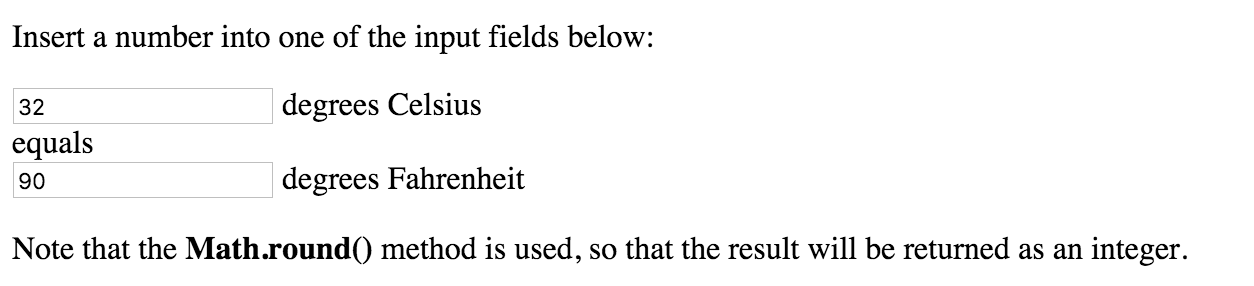 Insert a number into one of the input fields below:
32 degrees Celsius
equals
90 degrees Fahrenheit
Note that the Math.round() method is used, so that the result will be returned as an integer.